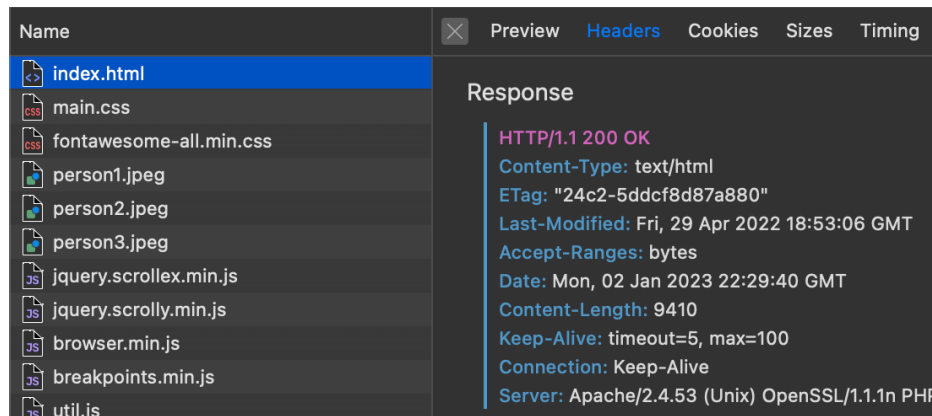 Name
index.html
main.css
fontawesome-all.min.css
person1.jpeg
person2.jpeg
person3.jpeg
jquery.scrollex.min.js
jquery.scrolly.min.js
browser.min.js
breakpoints.min.js
util.js
Preview Headers Cookies Sizes Timing
Response
HTTP/1.1 200 OK
Content-Type: text/html
ETag: "24c2-5ddcf8d87a880"
Last-Modified: Fri, 29 Apr 2022 18:53:06 GMT
Accept-Ranges: bytes
Date: Mon, 02 Jan 2023 22:29:40 GMT
Content-Length: 9410
Keep-Alive: timeout=5, max=100
Connection: Keep-Alive
Server: Apache/2.4.53 (Unix) OpenSSL/1.1.1n PHP